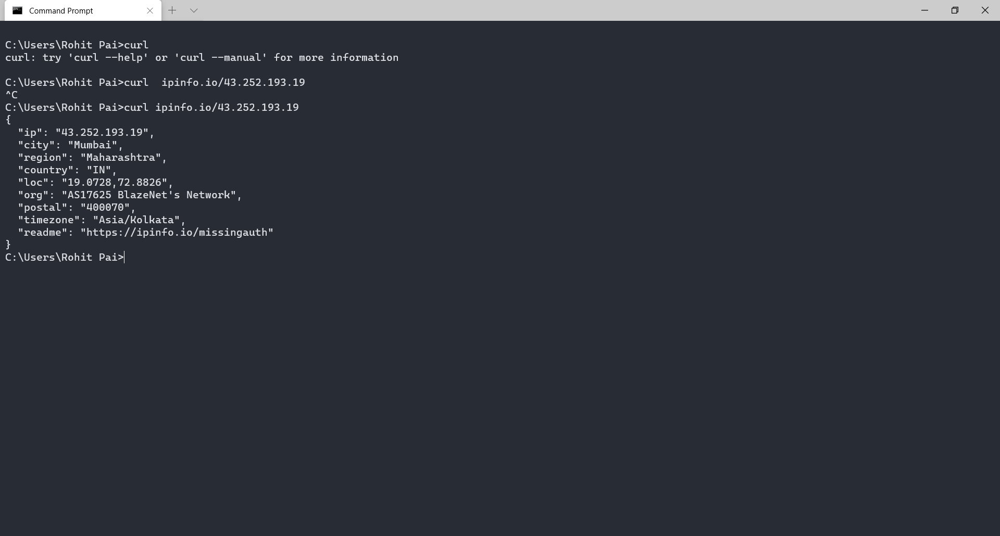 Command Prompt
C:\Users\Rohit Pai>curl
curl: try 'curl --help' or 'curl --manual' for more information
C:\Users\Rohit Pai>curl  ipinfo.io/43.252.193.19
^C
C:\Users\Rohit Pai>curl ipinfo.io/43.252.193.19
{
  "ip": "43.252.193.19",
  "city": "Mumbai",
  "region": "Maharashtra",
  "country": "IN",
  "loc": "19.0728,72.8826",
  "org": "AS17625 BlazeNet's Network",
  "postal": "400070",
  "timezone": "Asia/Kolkata",
  "readme": "https://ipinfo.io/missingauth"
}
C:\Users\Rohit Pai>